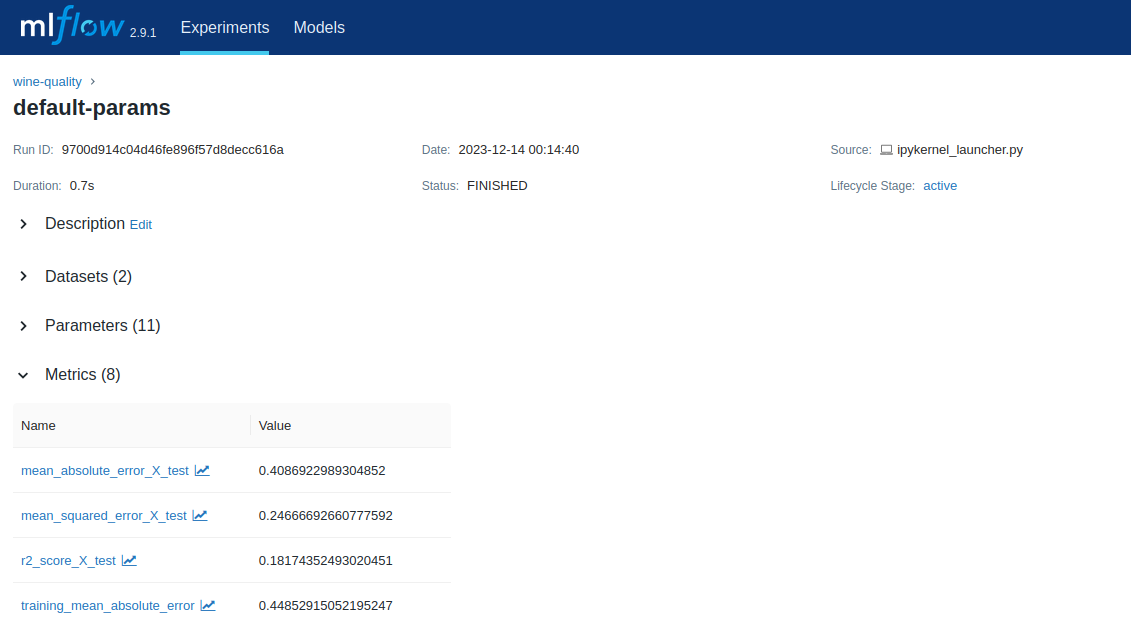 mlflow 2.9.1 Experiments Models
wine-quality
default-params
Run ID: 9700d914c04d46fe896f57d8decc616a Date: 2023-12-14 00:14:40 Source: ipykernel_launcher.py
Duration: 0.7s Status: FINISHED Lifecycle Stage: active
Description Edit
Datasets (2)
Parameters (11)
Metrics (8)
Name Value
mean_absolute_error_X_test 0.4086922989304852
mean_squared_error_X_test 0.24666692660777592
r2_score_X_test 0.18174352493020451
training_mean_absolute_error 0.44852915052195247